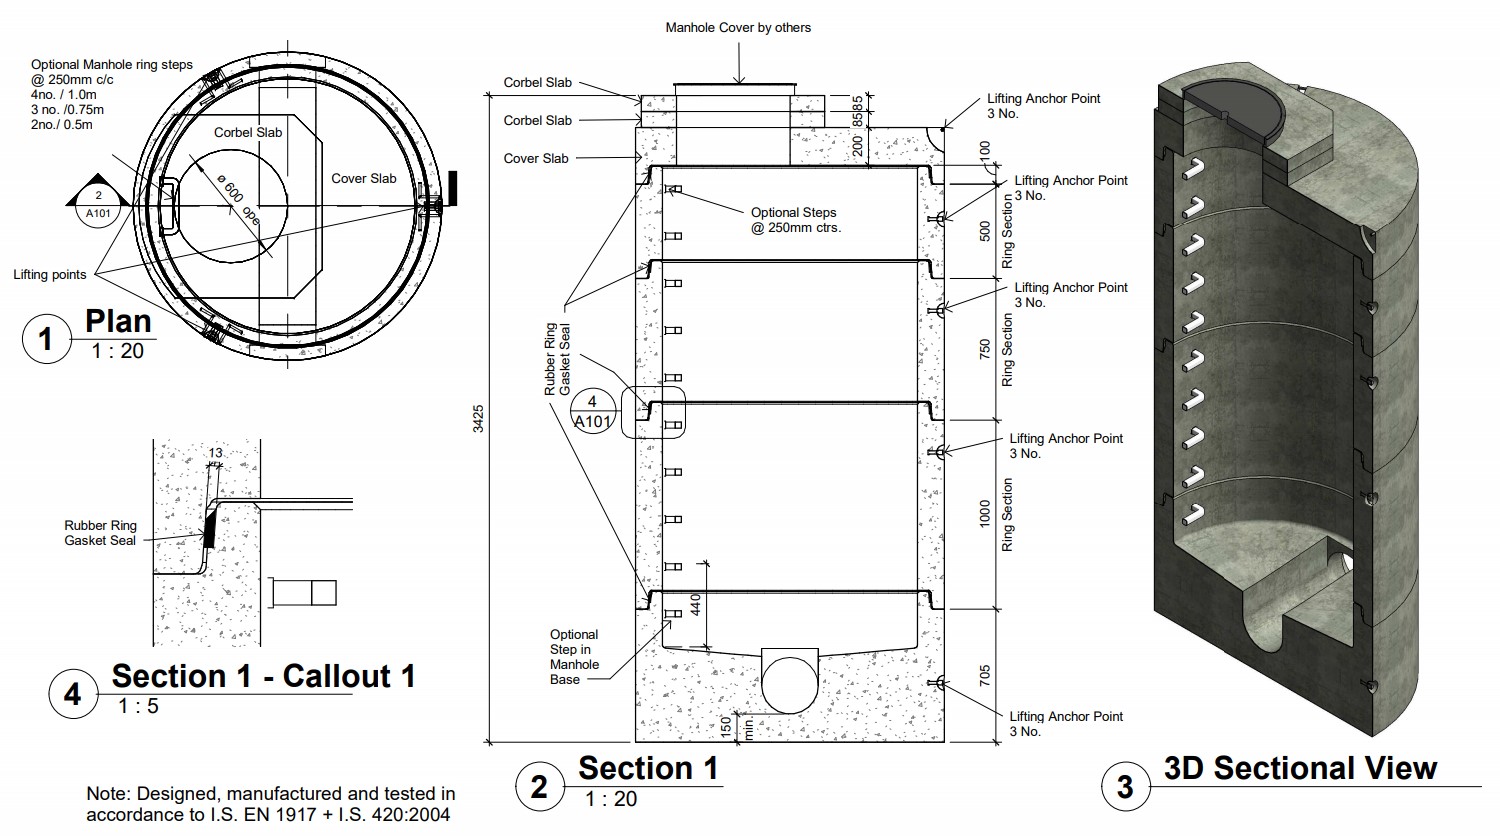 Optional Manhole ring steps
@ 250mm c/c
4no. / 1.0m
3 no. /0.75m
2no./ 0.5m
Corbel Slab
Cover Slab
ø 600 ope
2
A101
Lifting points
1
Plan
1 : 20
13
Rubber Ring
Gasket Seal
4
Section 1 - Callout 1
1 : 5
Note: Designed, manufactured and tested in
accordance to I.S. EN 1917 + I.S. 420:2004
Manhole Cover by others
Corbel Slab
Corbel Slab
Cover Slab
85
85
200
Lifting Anchor Point
3 No.
100
Lifting Anchor Point
3 No.
Optional Steps
@ 250mm ctrs.
500
Ring Section
Lifting Anchor Point
3 No.
Rubber Ring
Gasket Seal
750
Ring Section
4
A101
3425
Lifting Anchor Point
3 No.
1000
Ring Section
440
Optional
Step in
Manhole
Base
705
150
min
Lifting Anchor Point
3 No.
2
Section 1
1 : 20
3
3D Sectional View